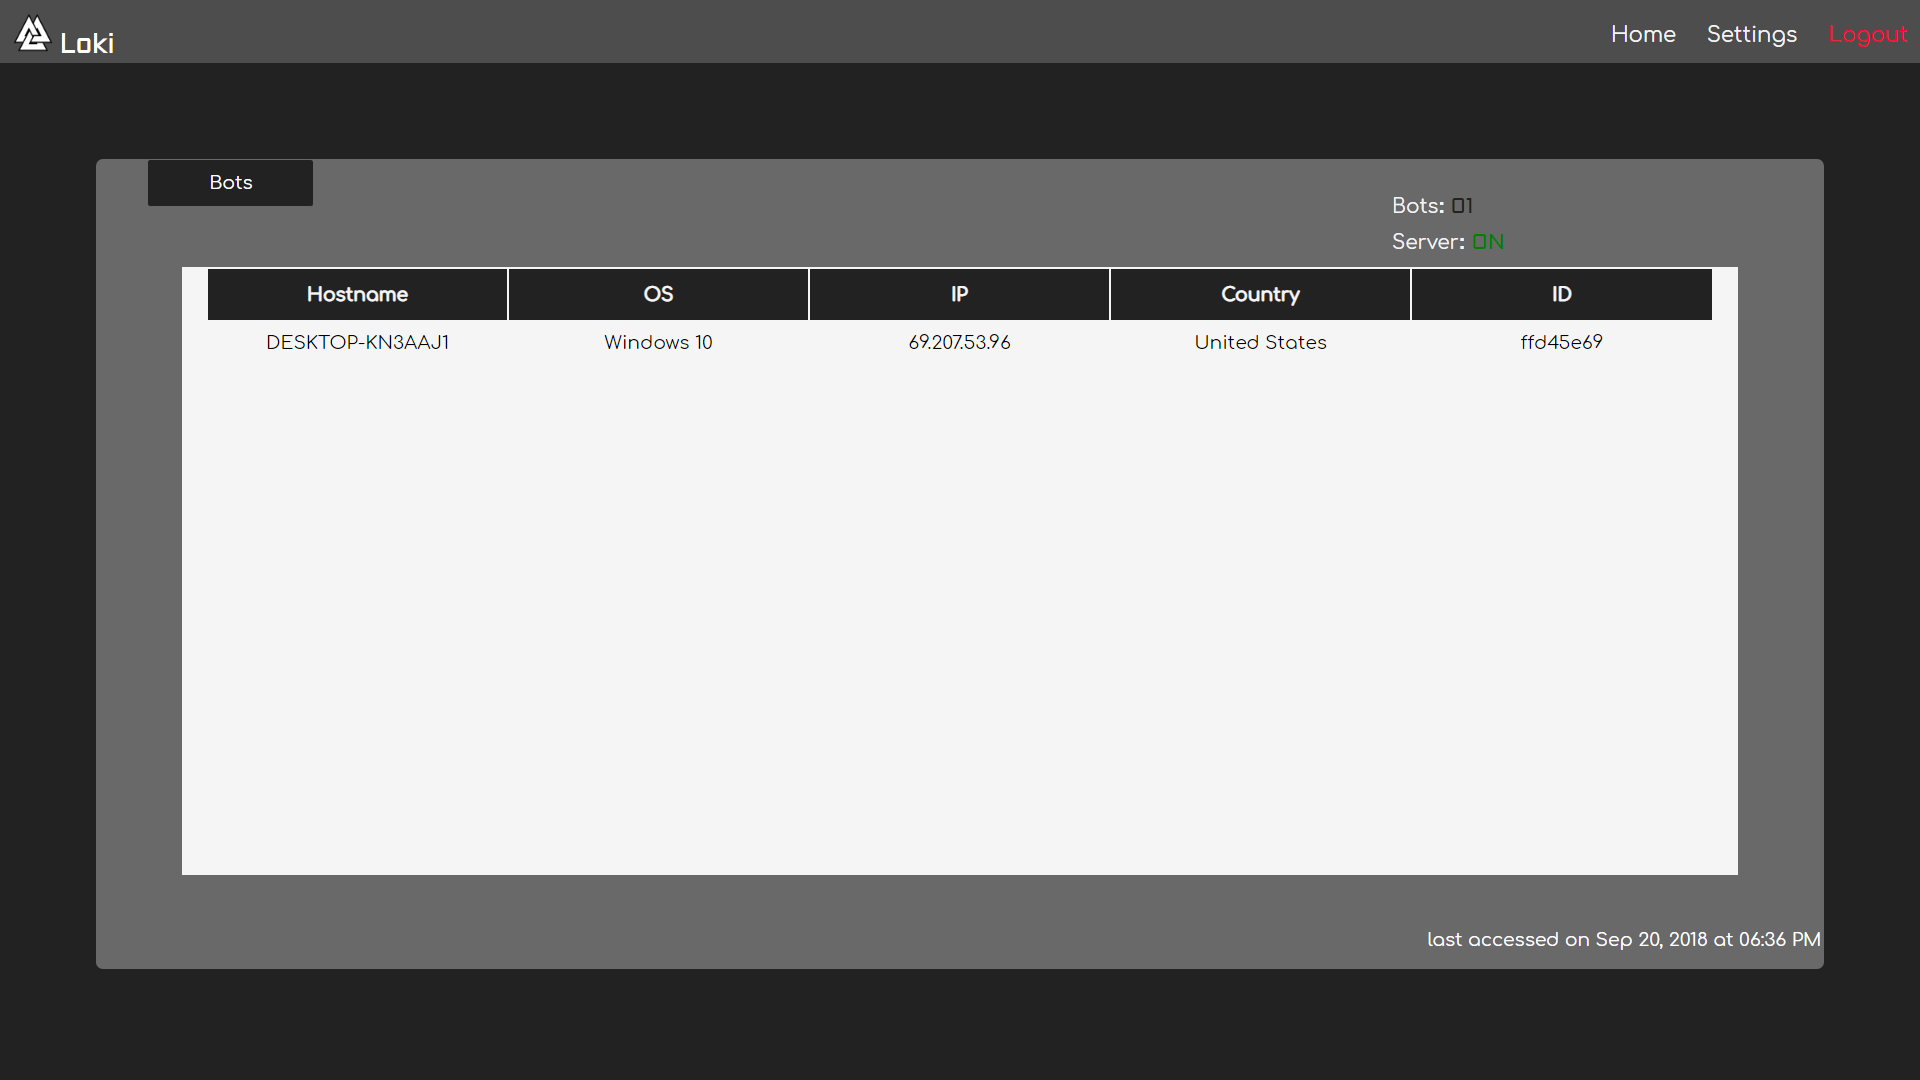 Loki
Home Settings Logout
Bots
Bots: 01
Server: ON
Hostname OS IP Country ID
DESKTOP-KN3AAJ1 Windows 10 69.207.53.96 United States ffd45e69
last accessed on Sep 20, 2018 at 06:36 PM